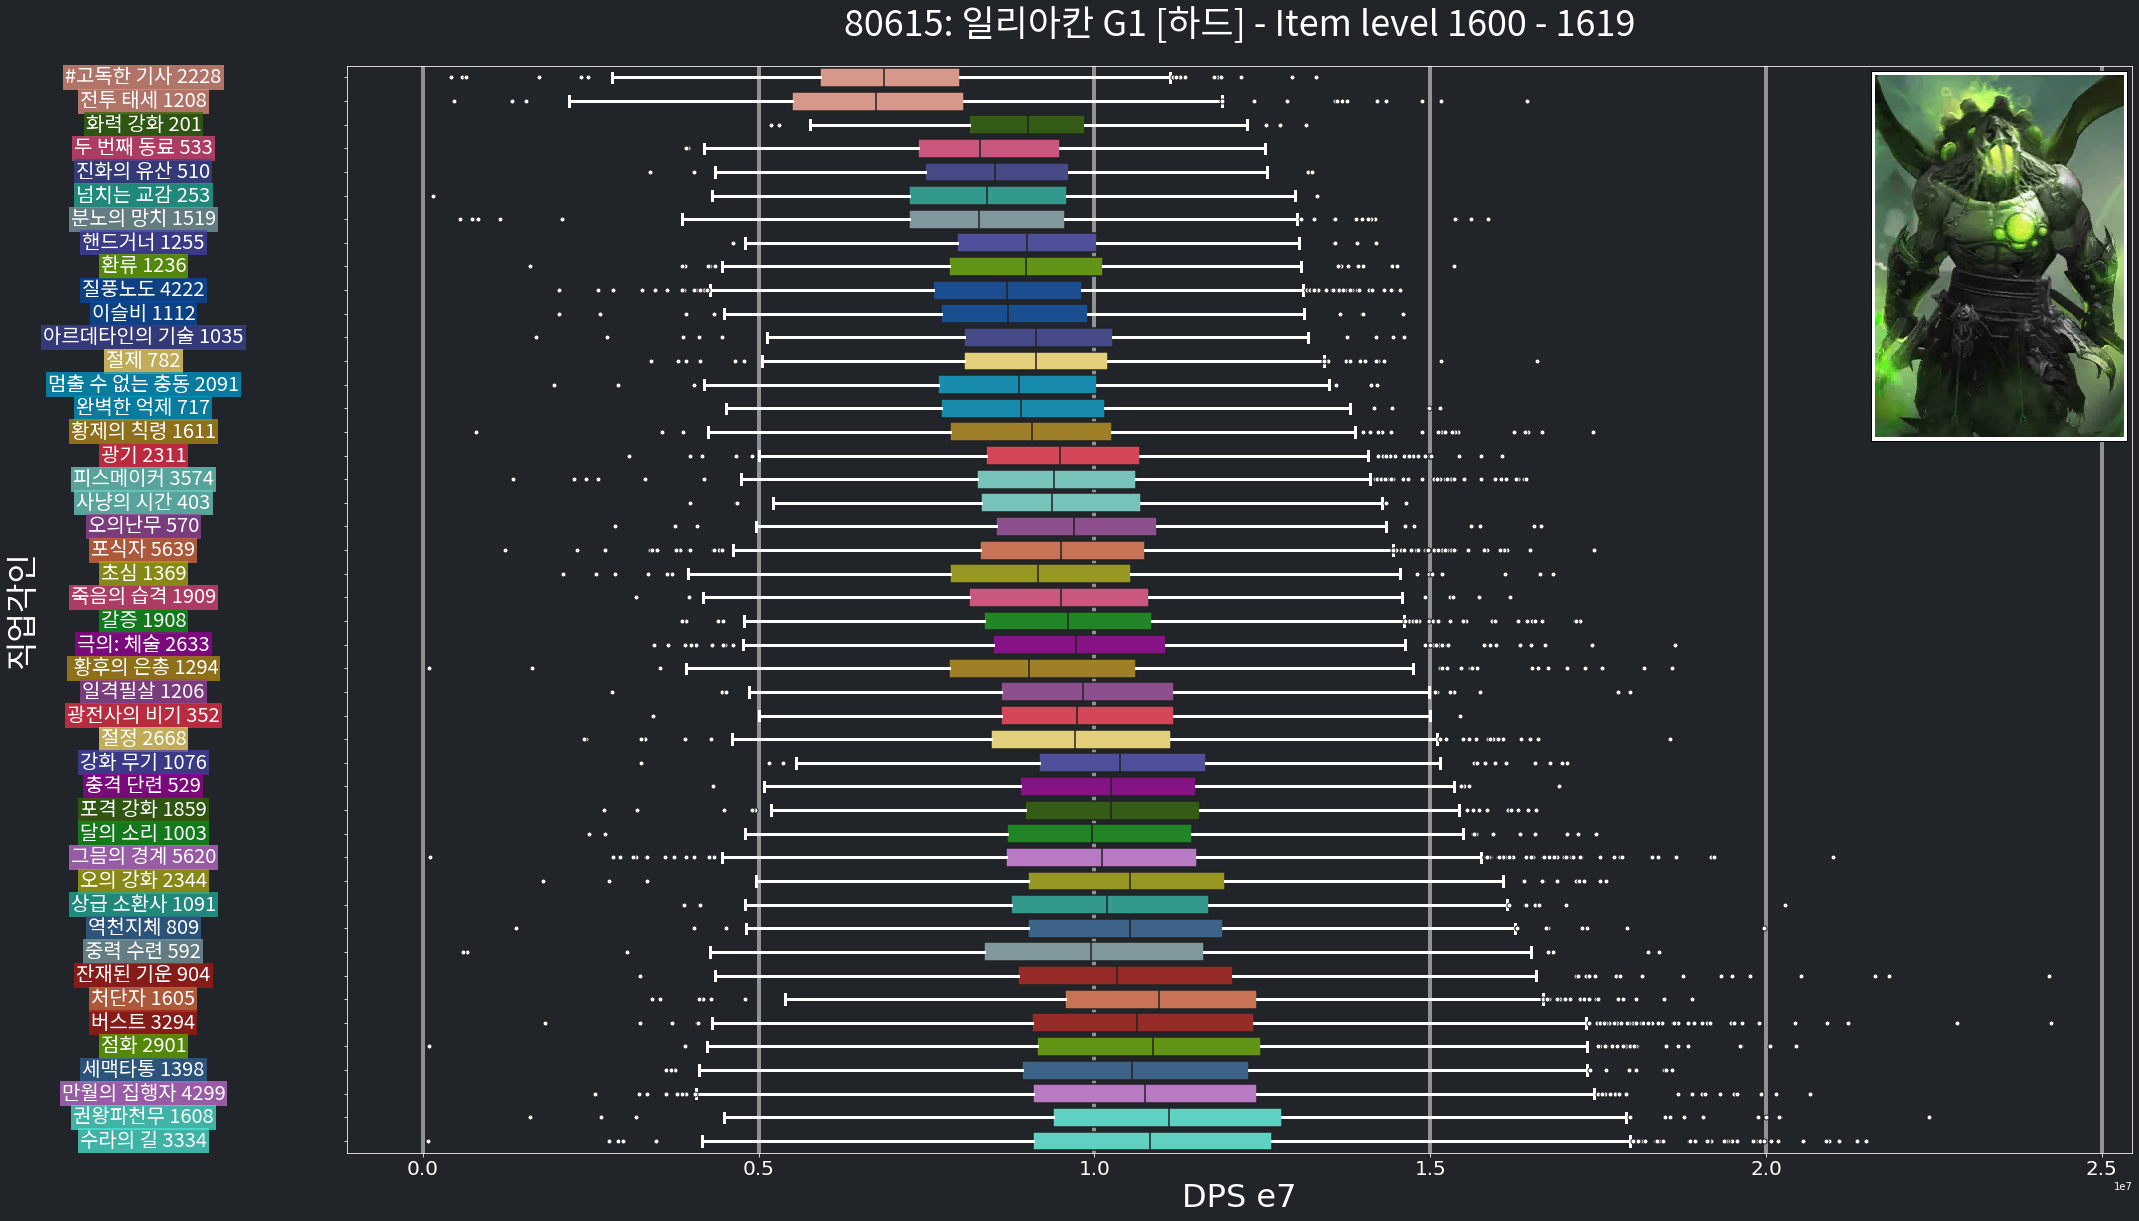 80615: 일리아칸 G1 [하드] - Item level 1600 - 1619
#고독한 기사 2228
전투 태세 1208
화력 강화 201
두 번째 동료 533
진화의 유산 510
넘치는 교감 253
분노의 망치 1519
핸드거너 1255
환류 1236
질풍노도 4222
이슬비 1112
아르데타인의 기술 1035
절제 782
멈출 수 없는 충동 2091
완벽한 억제 717
황제의 칙령 1611
광기 2311
피스메이커 3574
사냥의 시간 403
오의난무 570
포식자 5639
초심 1369
죽음의 습격 1909
갈증 1908
극의: 체술 2633
황후의 은총 1294
일격필살 1206
광전사의 비기 352
절정 2668
강화 무기 1076
충격 단련 529
포격 강화 1859
달의 소리 1003
그믐의 경계 5620
오의 강화 2344
상급 소환사 1091
역천지체 809
중력 수련 592
잔재된 기운 904
처단자 1605
버스트 3294
점화 2901
세맥타통 1398
만월의 집행자 4299
권왕파천무 1608
수라의 길 3334
직업각인
0.0 0.5 1.0 1.5 2.0 2.5
1e7
DPS e7